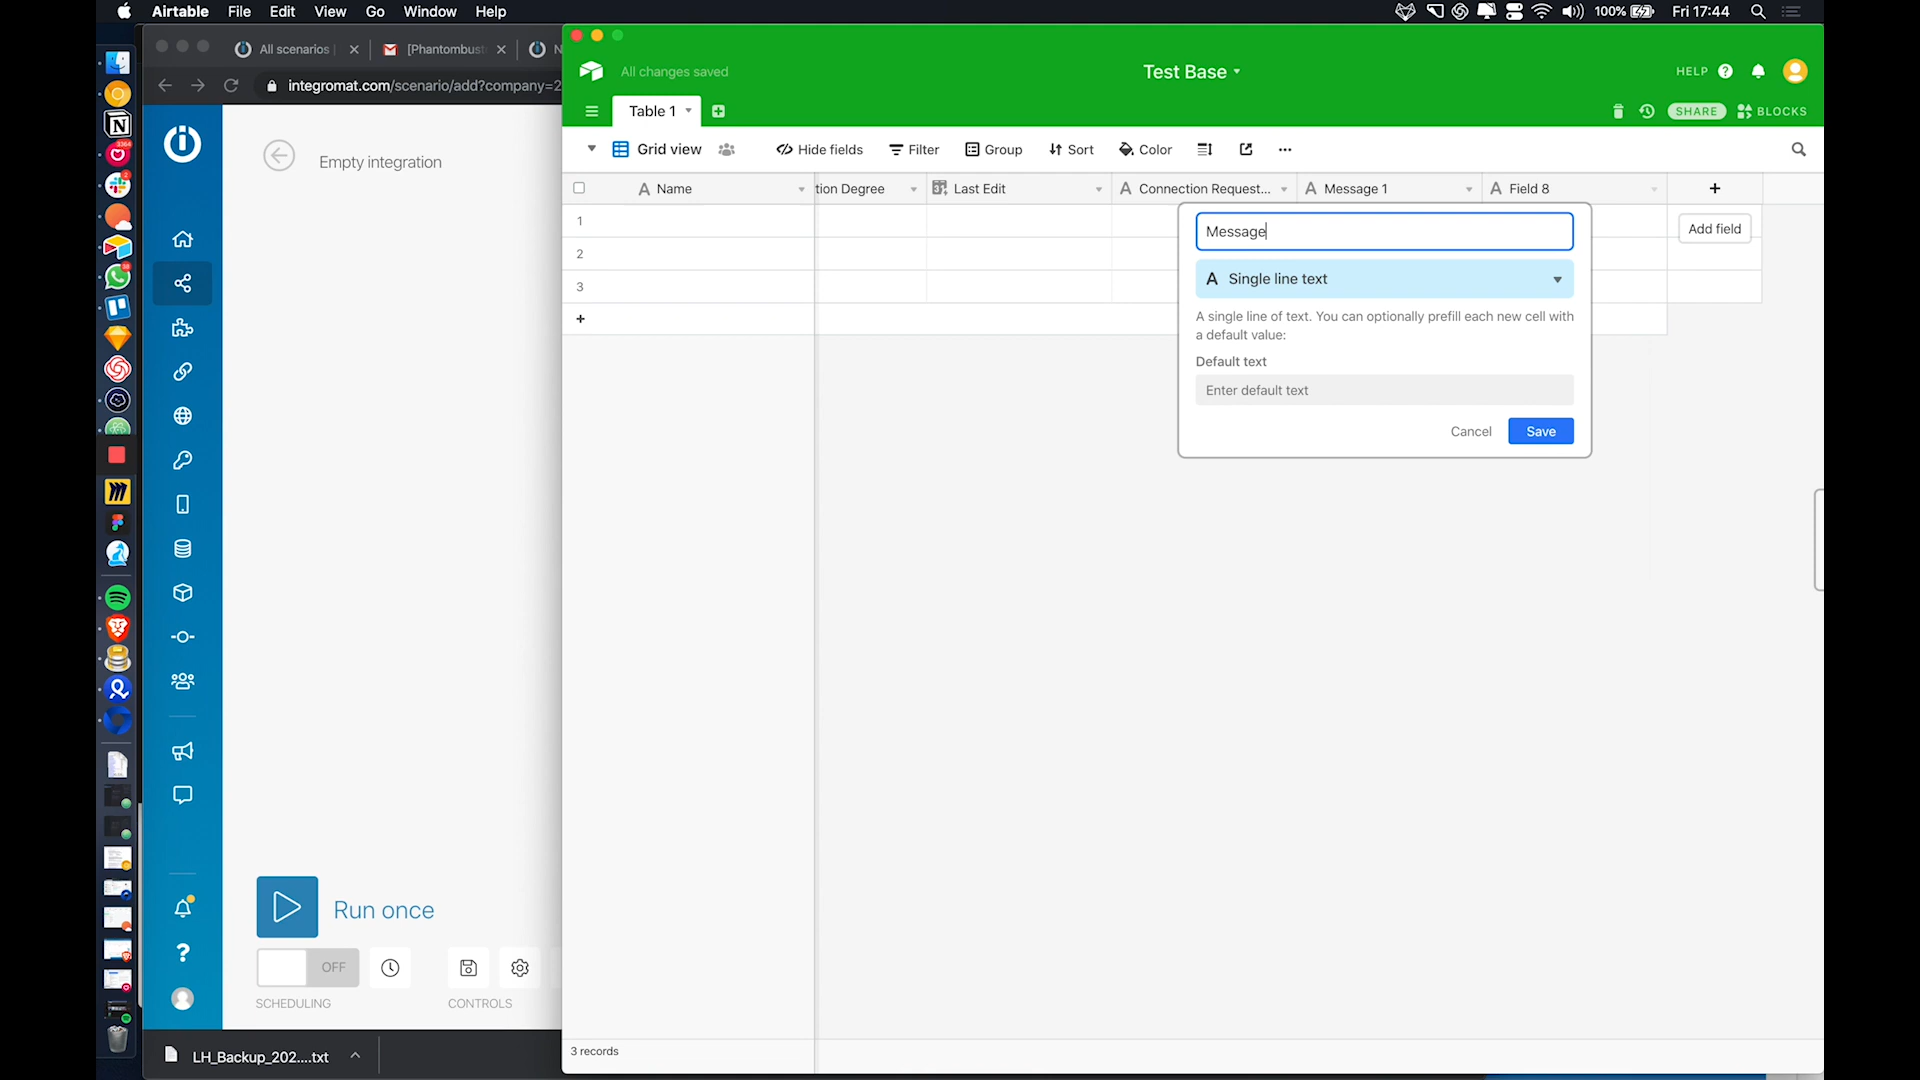 Airtable File Edit View Go Window Help
100% Fri 17:44
All scenarios
[Phantombust
N
integromat.com/scenario/add?company=2
Empty integration
Run once
OFF
SCHEDULING
CONTROLS
LH_Backup_202....txt
All changes saved
Test Base
HELP
Table 1
SHARE
BLOCKS
Grid view
Hide fields
Filter
Group
Sort
Color
Name
tion Degree
Last Edit
Connection Request...
Message 1
Field 8
1
2
3
Add field
Message
Single line text
A single line of text. You can optionally prefill each new cell with
a default value:
Default text
Enter default text
Cancel
Save
3 records